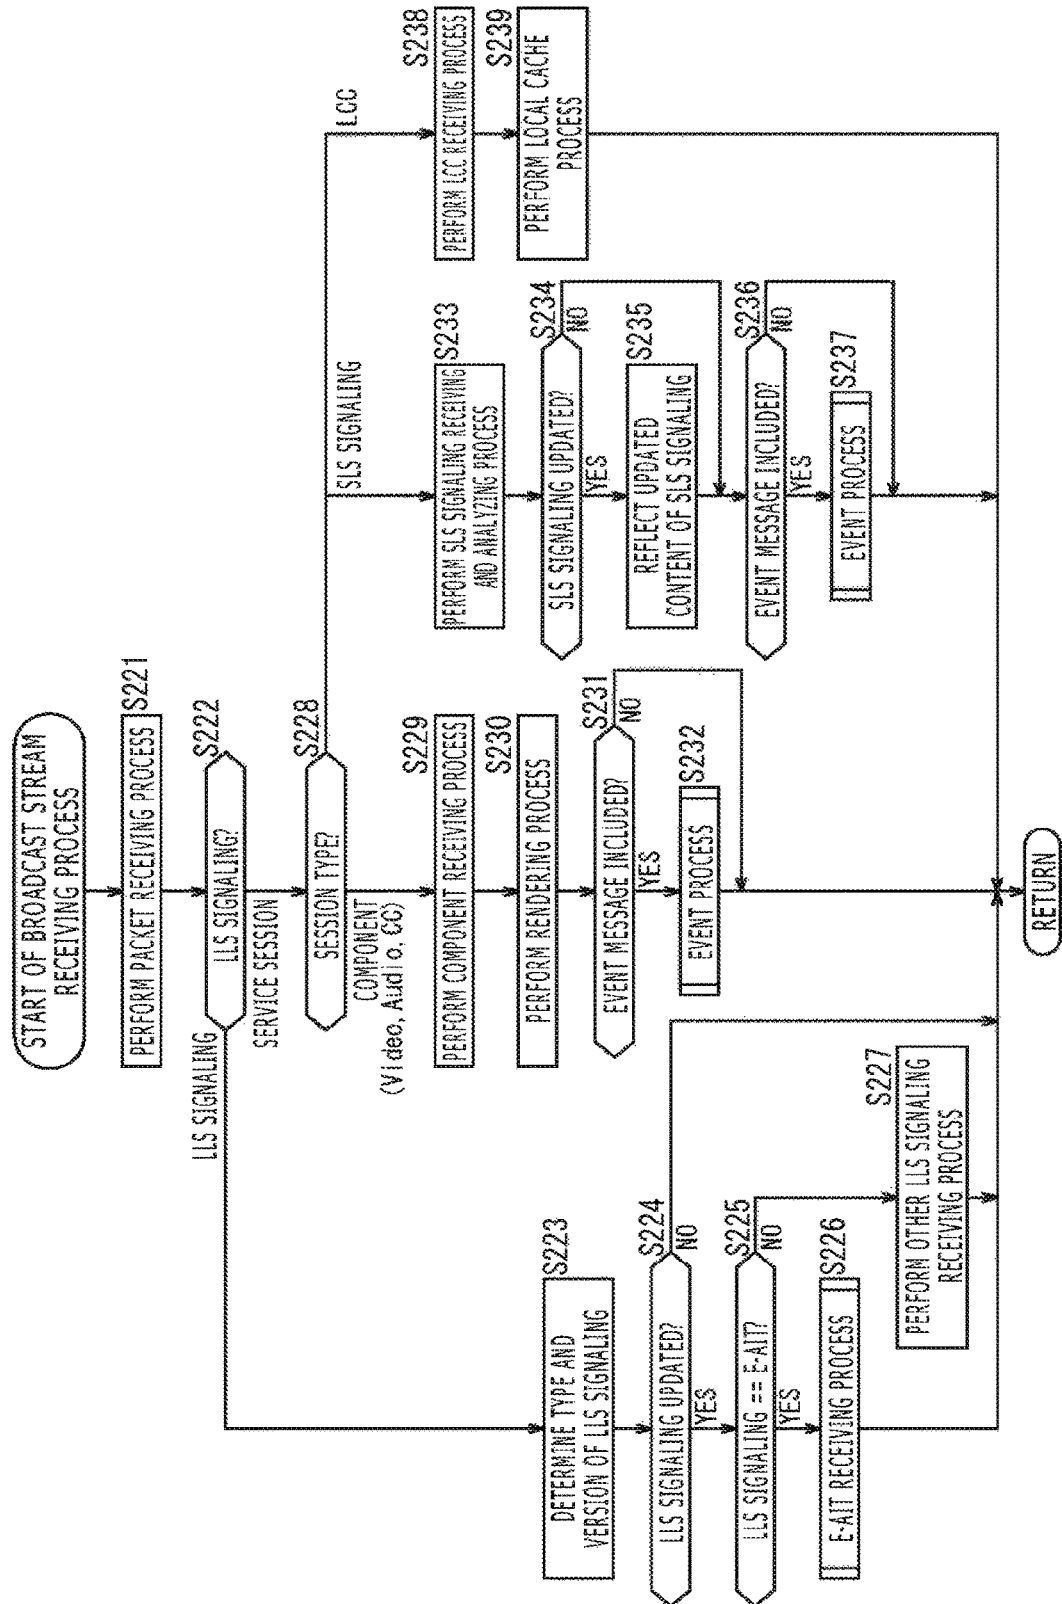 START OF BROADCAST STREAM
RECEIVING PROCESS
S221
PERFORM PACKET RECEIVING PROCESS
S222
LLS SIGNALING?
LLS SIGNALING
SERVICE SESSION
S228
SESSION TYPE?
COMPONENT
(Video, Audio, CC)
SLS SIGNALING
LCC
S223
DETERMINE TYPE AND
VERSION OF LLS SIGNALING
S224
LLS SIGNALING UPDATED?
NO
YES
S225
LLS SIGNALING == E-AIT?
NO
YES
S226
E-AIT RECEIVING PROCESS
S227
PERFORM OTHER LLS SIGNALING
RECEIVING PROCESS
S229
PERFORM COMPONENT RECEIVING PROCESS
S230
PERFORM RENDERING PROCESS
S231
EVENT MESSAGE INCLUDED?
NO
YES
S232
EVENT PROCESS
S233
PERFORM SLS SIGNALING RECEIVING
AND ANALYZING PROCESS
S234
SLS SIGNALING UPDATED?
NO
YES
S235
REFLECT UPDATED
CONTENT OF SLS SIGNALING
S236
EVENT MESSAGE INCLUDED?
NO
YES
S237
EVENT PROCESS
S238
PERFORM LCC RECEIVING PROCESS
S239
PERFORM LOCAL CACHE
PROCESS
RETURN